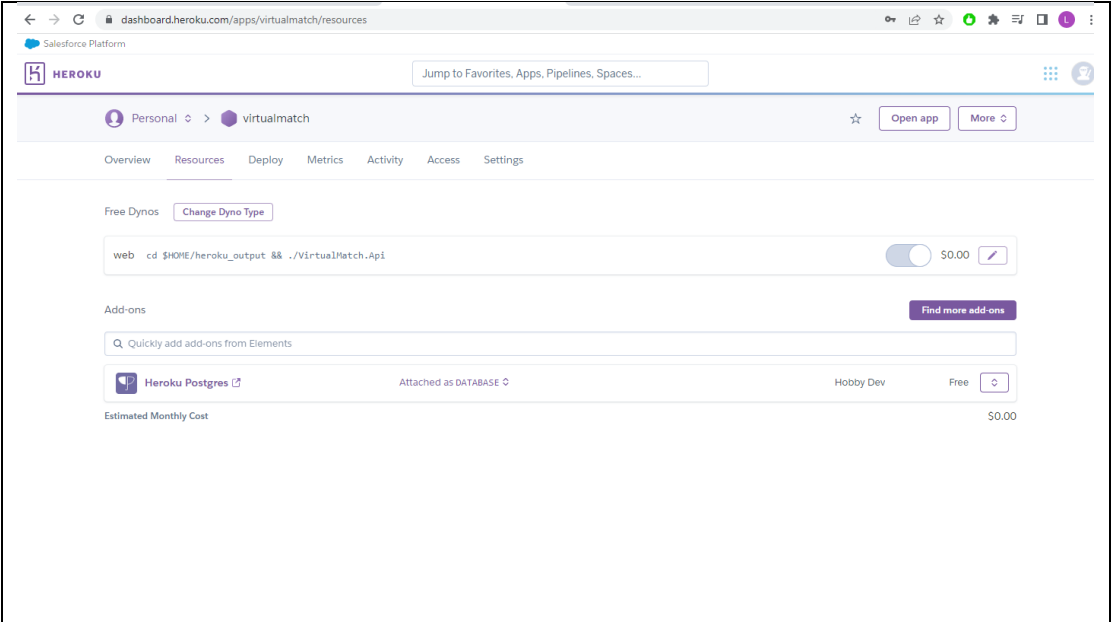 dashboard.heroku.com/apps/virtualmatch/resources
L
Salesforce Platform
HEROKU
Jump to Favorites, Apps, Pipelines, Spaces...
Personal > virtualmatch
Open app
More
Overview Resources Deploy Metrics Activity Access Settings
Free Dynos Change Dyno Type
web cd $HOME/heroku_output && ./VirtualMatch.Api $0.00
Add-ons Find more add-ons
Quickly add add-ons from Elements
Heroku Postgres Attached as DATABASE Hobby Dev Free
Estimated Monthly Cost $0.00